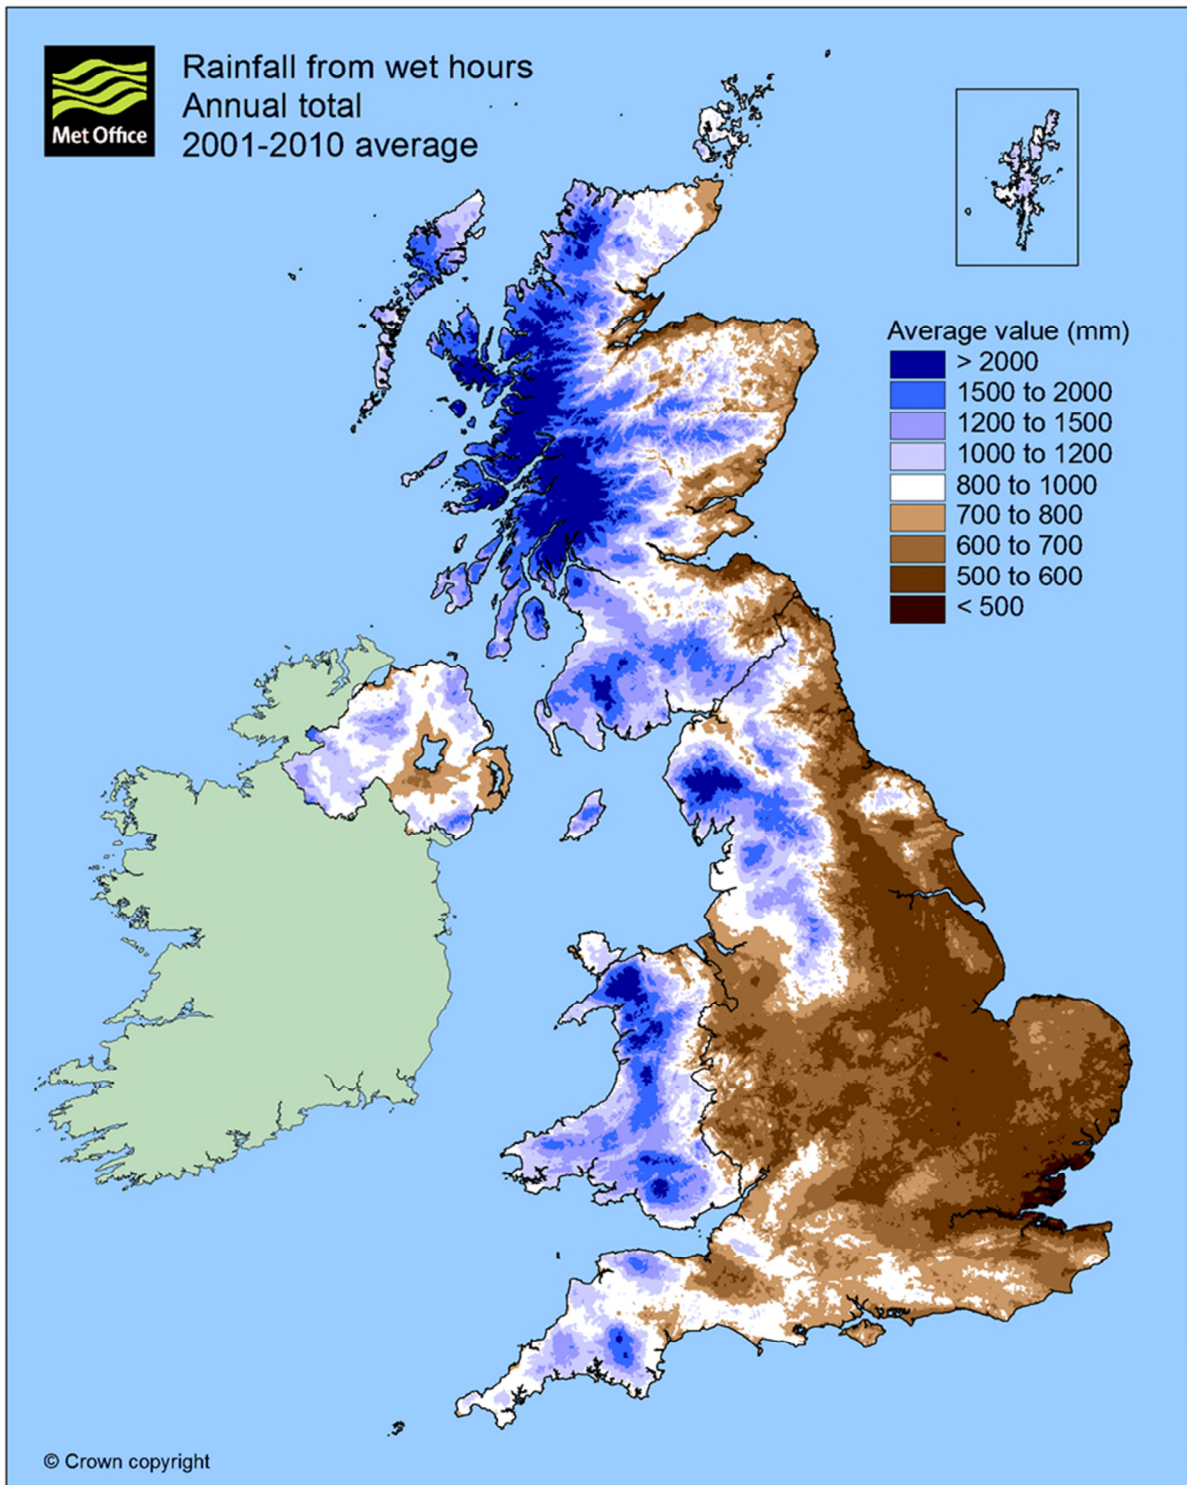 Met Office
Rainfall from wet hours
Annual total
2001-2010 average
Average value (mm)
> 2000
1500 to 2000
1200 to 1500
1000 to 1200
800 to 1000
700 to 800
600 to 700
500 to 600
< 500
© Crown copyright